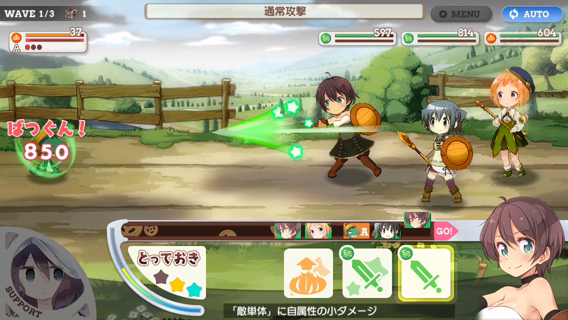 WAVE 1/3 1
通常攻撃
MENU
AUTO
37
A
597
814
604
ばつぐん!
850
A
GO!
とっておき
SUPPORT
「敵単体」に自属性の小ダメージ